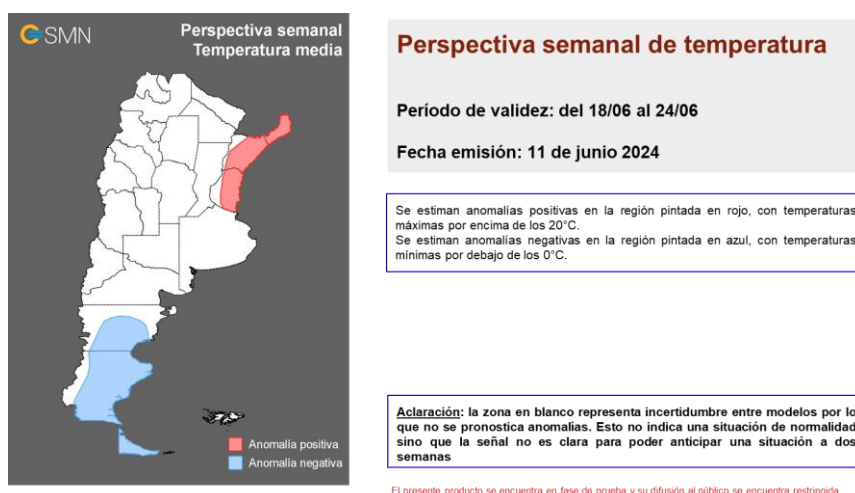 SMN
Perspectiva semanal
Temperatura media
Anomalía positiva
Anomalía negativa
Perspectiva semanal de temperatura
Período de validez: del 18/06 al 24/06
Fecha emisión: 11 de junio 2024
Se estiman anomalías positivas en la región pintada en rojo, con temperaturas
máximas por encima de los 20°C.
Se estiman anomalías negativas en la región pintada en azul, con temperaturas
mínimas por debajo de los 0°C.
Aclaración: la zona en blanco representa incertidumbre entre modelos por lo
que no se pronostica anomalías. Esto no indica una situación de normalidad
sino que la señal no es clara para poder anticipar una situación a dos
semanas
El presente producto se encuentra en fase de prueba y su difusión al público se encuentra restringida